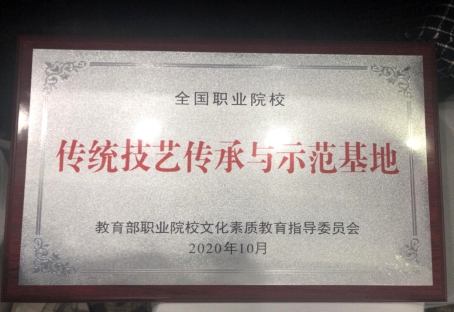 全国职业院校
传统技艺传承与示范基地
教育部职业院校文化素质教育指导委员会
2020年10月